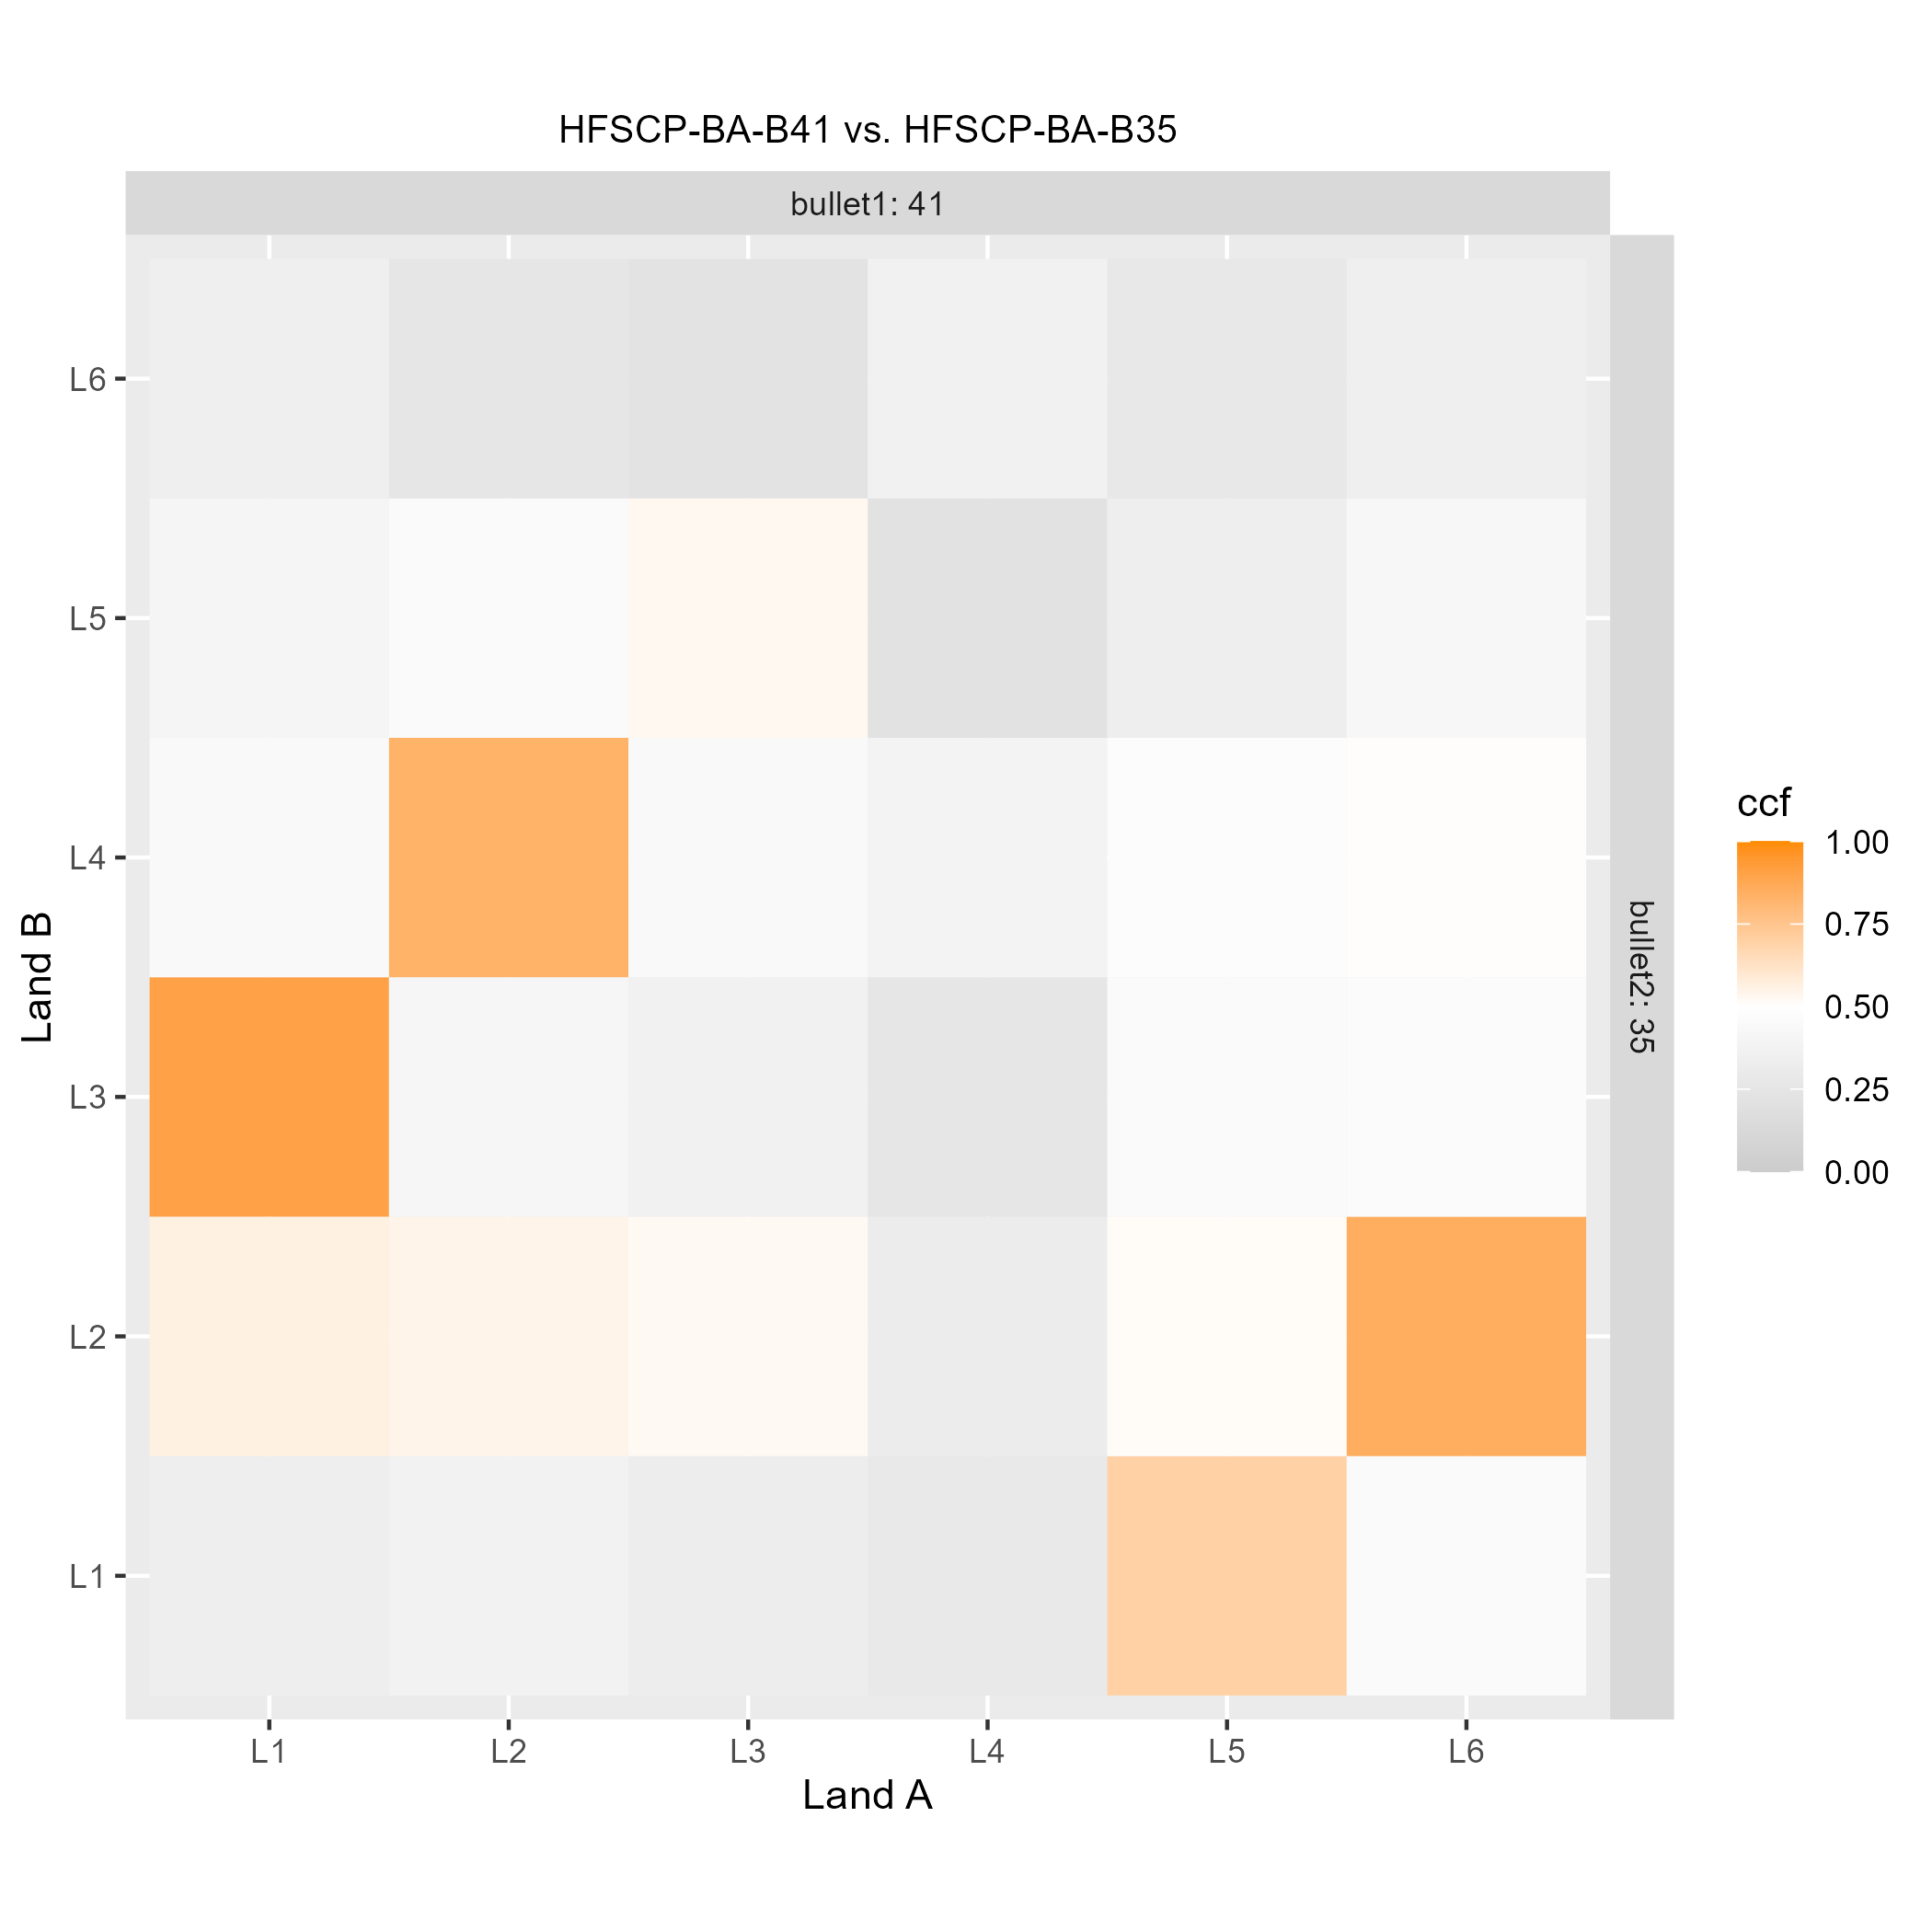 HFSCP-BA-B41 vs. HFSCP-BA-B35
bullet1: 41
L6
L5
L4
L3
L2
L1
Land B
L1 L2 L3 L4 L5 L6
Land A
bullet2: 35
ccf
1.00
0.75
0.50
0.25
0.00